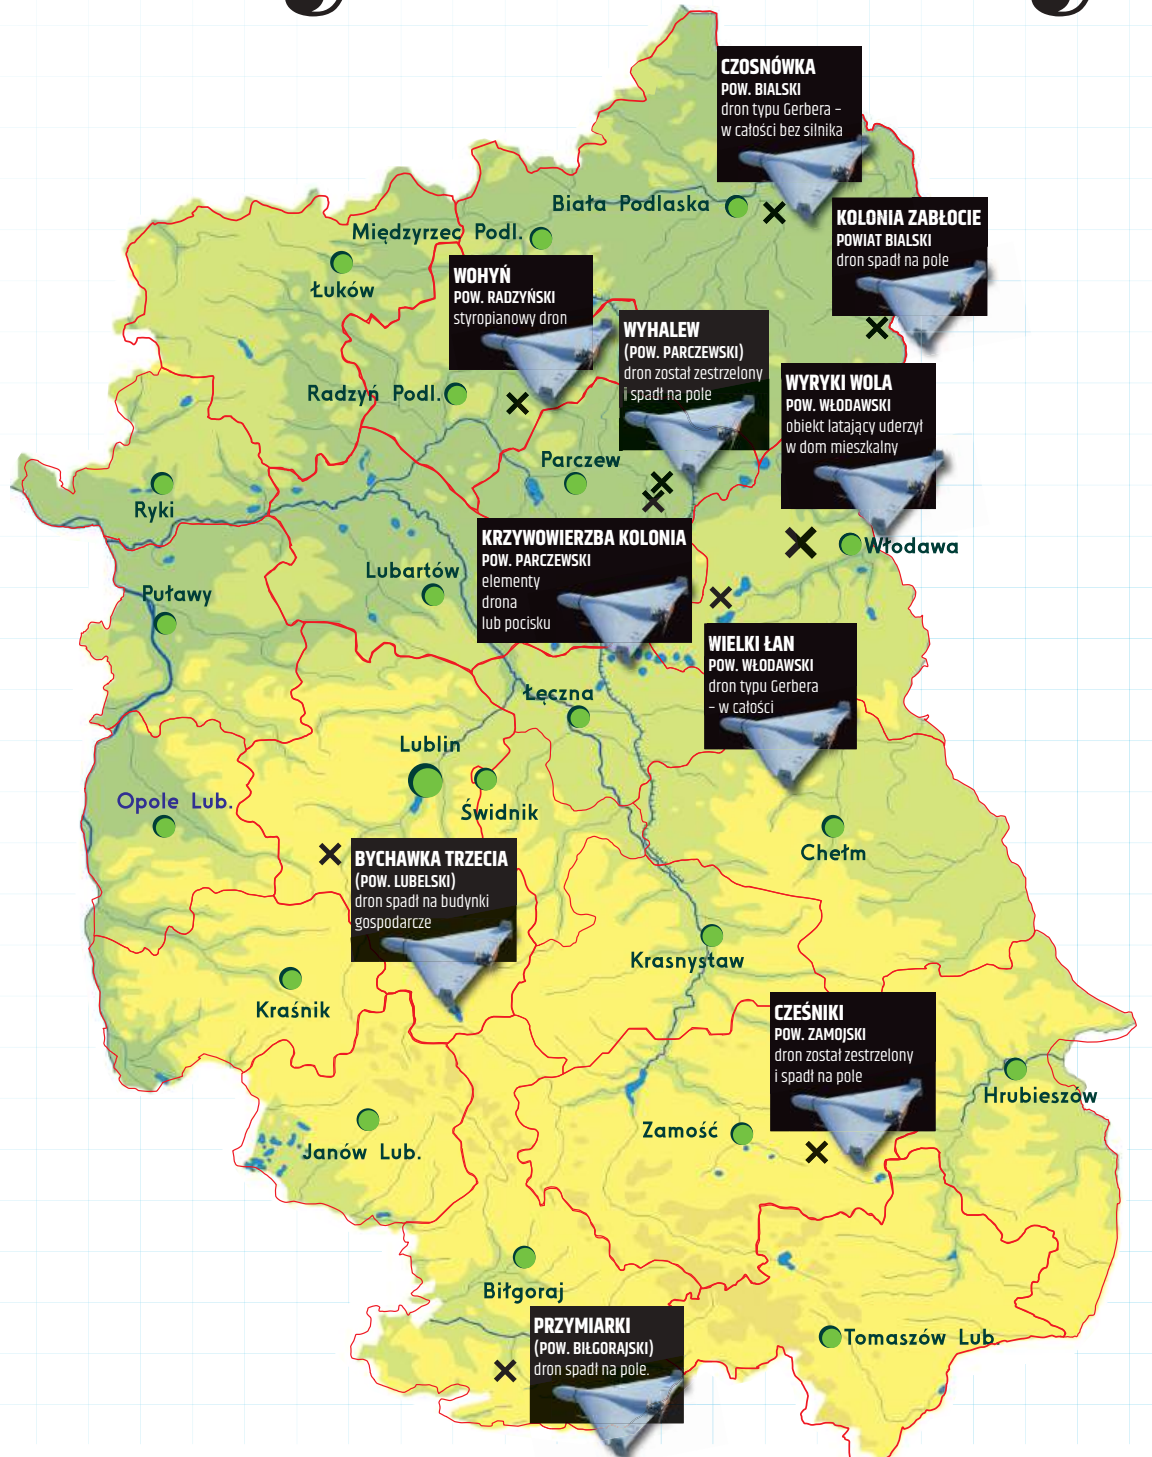 CZOSNÓWKA
POW. BIALSKI
dron typu Gerbera –
w całości bez silnika
Biała Podlaska
KOLONIA ZABŁOCIE
POWIAT BIALSKI
dron spadł na pole
Międzyrzec Podl.
Łuków
WOHYŃ
POW. RADZYŃSKI
styropianowy dron
WYHALEW
(POW. PARCZEWSKI)
dron został zestrzelony
i spadł na pole
WYRYKI WOLA
POW. WŁODAWSKI
obiekt latający uderzył
w dom mieszkalny
Radzyń Podl.
Parczew
Ryki
KRZYWOWIERZBA KOLONIA
POW. PARCZEWSKI
elementy
drona
lub pocisku
Włodawa
Lubartów
Puławy
WIELKI ŁAN
POW. WŁODAWSKI
dron typu Gerbera
– w całości
Łęczna
Lublin
Opole Lub.
Świdnik
Chełm
BYCHAWKA TRZECIA
(POW. LUBELSKI)
dron spadł na budynki
gospodarcze
Krasnystaw
Kraśnik
CZEŚNIKI
POW. ZAMOJSKI
dron został zestrzelony
i spadł na pole
Hrubieszów
Zamość
Janów Lub.
Biłgoraj
PRZYMIARKI
(POW. BIŁGORAJSKI)
dron spadł na pole.
Tomaszów Lub.